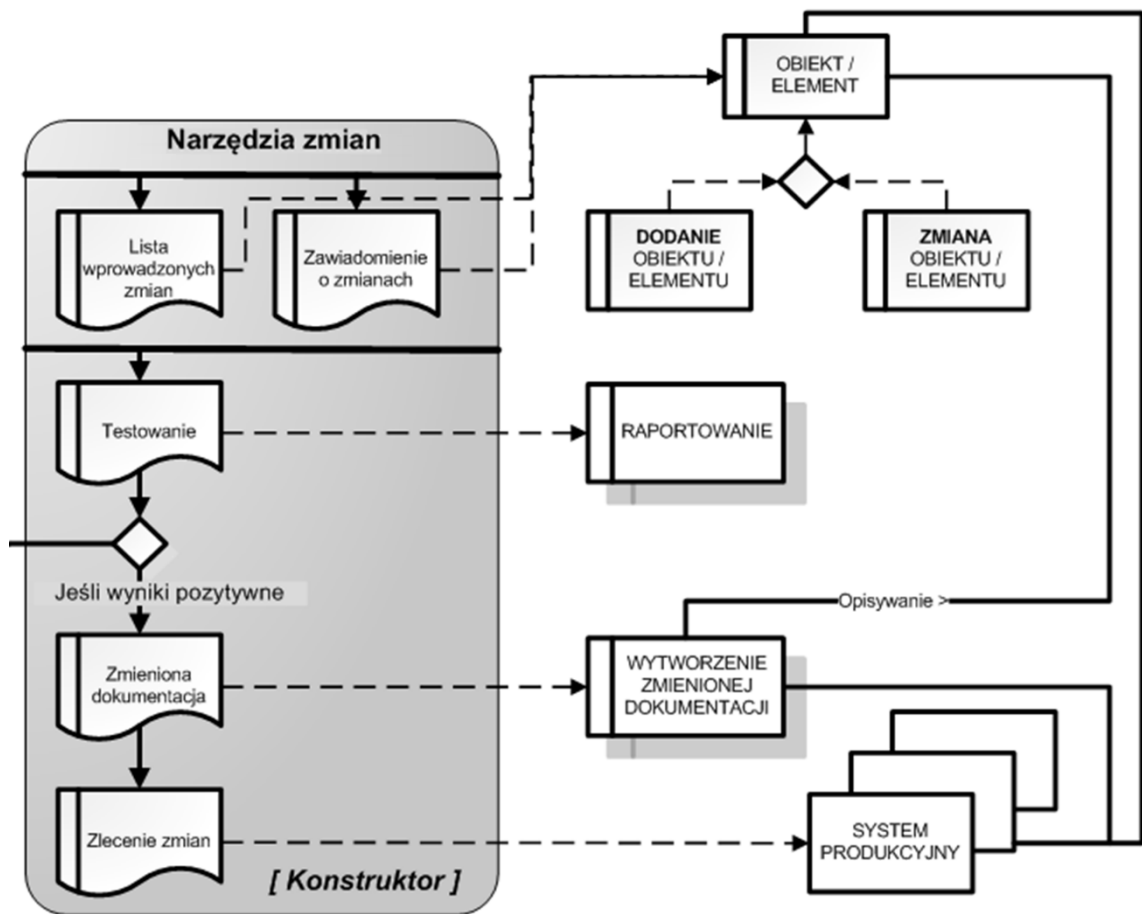 OBIEKT /
ELEMENT
Narzędzia zmian
Lista
wprowadzonych
zmian
Zawiadomienie
o zmianach
DODANIE
OBIEKTU /
ELEMENTU
ZMIANA
OBIEKTU /
ELEMENTU
Testowanie
RAPORTOWANIE
Jeśli wyniki pozytywne
Opisywanie >
Zmieniona
dokumentacja
WYTWORZENIE
ZMIENIONEJ
DOKUMENTACJI
Zlecenie zmian
SYSTEM
PRODUKCYJNY
[ Konstruktor ]